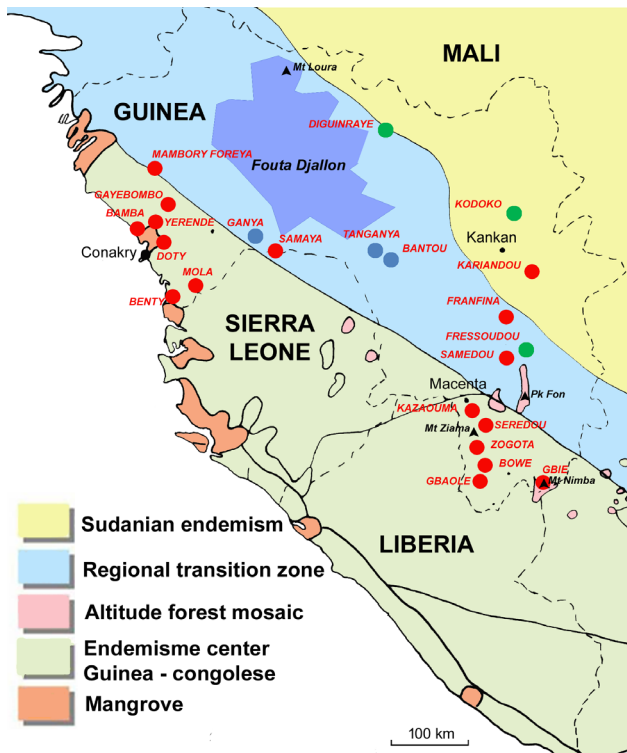 MALI
Mt Loura
GUINEA
DIGUINRAYE
MAMBORY FOREYA
Fouta Djallon
GAYEBOMBO
KODOKO
BAMBA
YERENDE
GANYA
TANGANYA
Kankan
SAMAYA
BANTOU
Conakry
DOTY
KARIANDOU
MOLA
BENTY
FRANFINA
SIERRA
LEONE
FRESSOUDOU
SAMEDOU
Macenta
Pk Fon
KAZAOUMA
SEREDOU
Mt Ziama
ZOGOTA
BOWE
GBIE
GBAOLE
Mt Nimba
LIBERIA
Sudanian endemism
Regional transition zone
Altitude forest mosaic
Endemisme center
Guinea - congolese
Mangrove
100 km